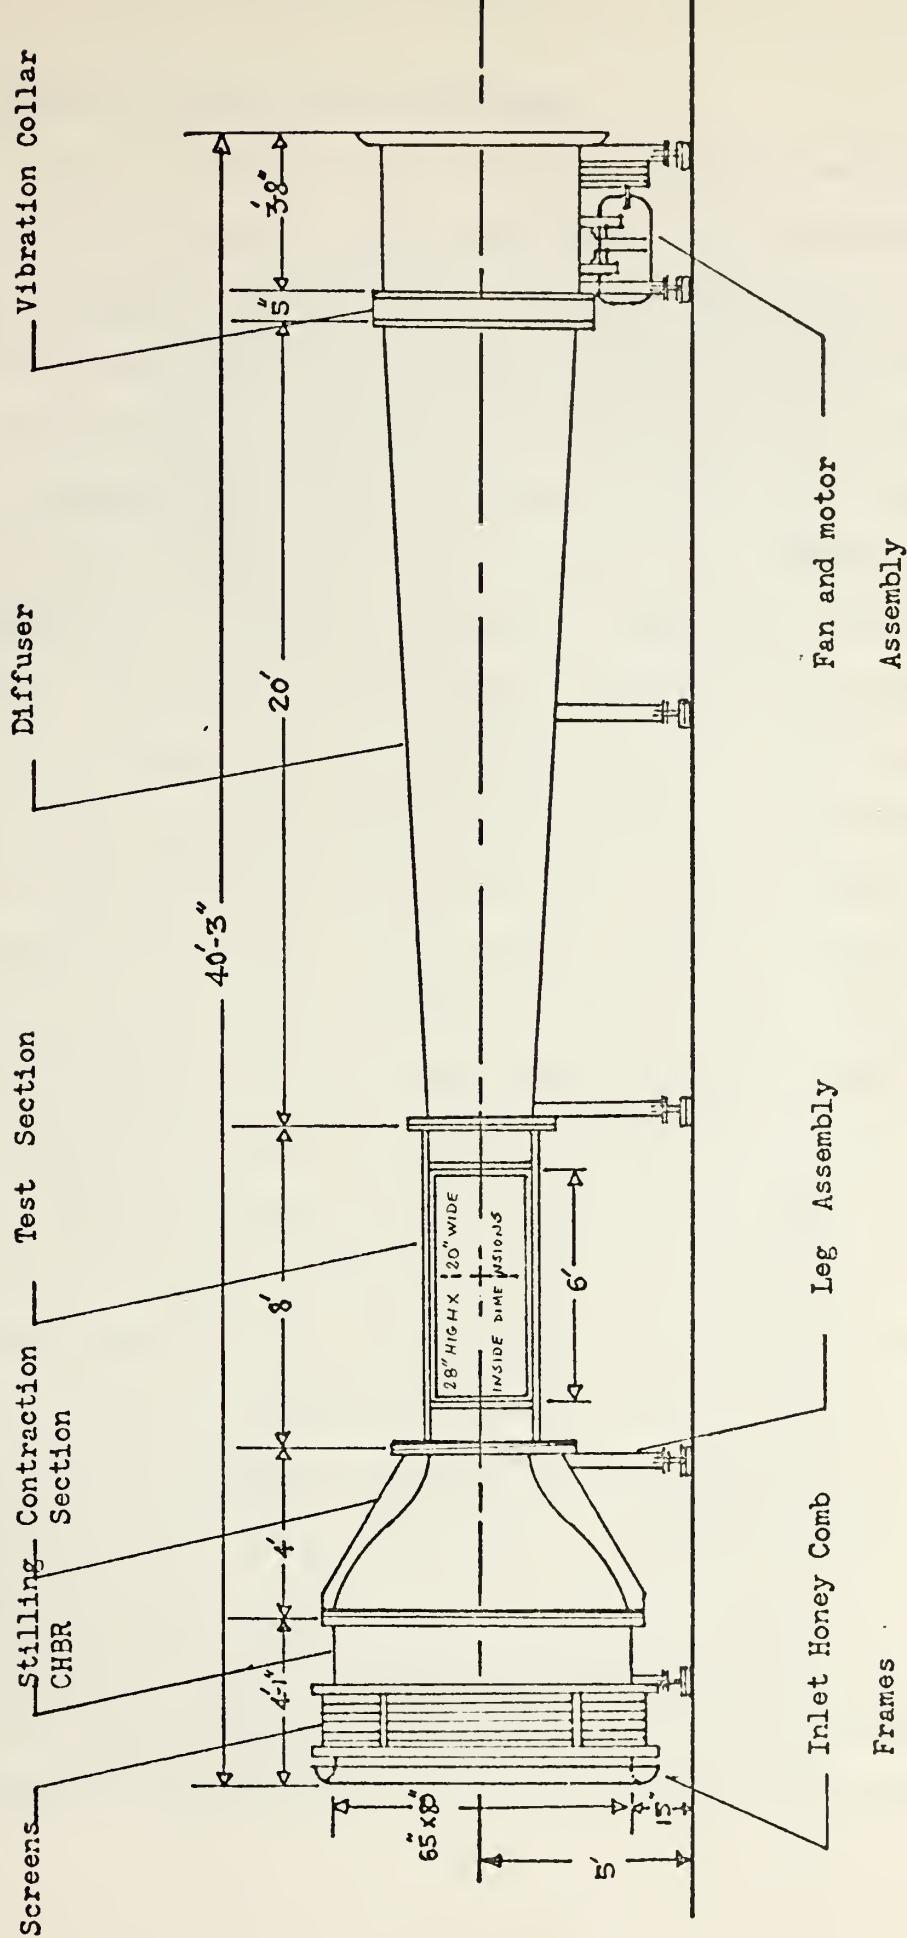 Screens
Stilling
CHBR
Contraction
Section
Test Section
Diffuser
Vibration Collar
40'-3"
4'-1"
4'
8'
20'
5"
3'8"
28" HIGH X 20" WIDE
INSIDE DIMENSIONS
6'
15"
5'
Inlet Honey Comb
Frames
Leg Assembly
Fan and motor
Assembly